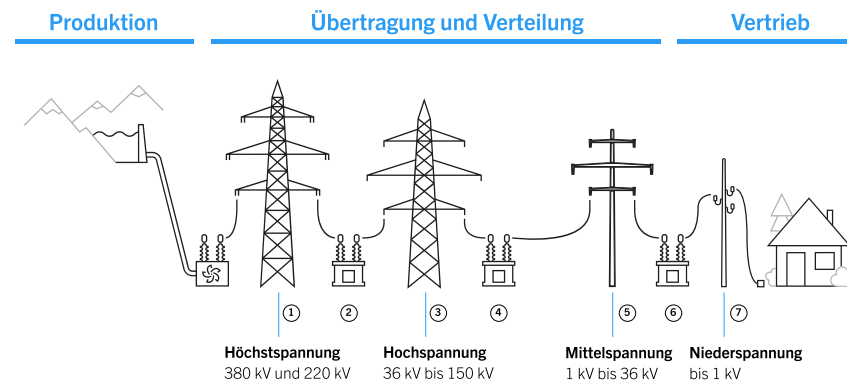 Produktion
Übertragung und Verteilung
Vertrieb
1
2
3
4
5
6
7
Höchstspannung
380 kV und 220 kV
Hochspannung
36 kV bis 150 kV
Mittelspannung
1 kV bis 36 kV
Niederspannung
bis 1 kV